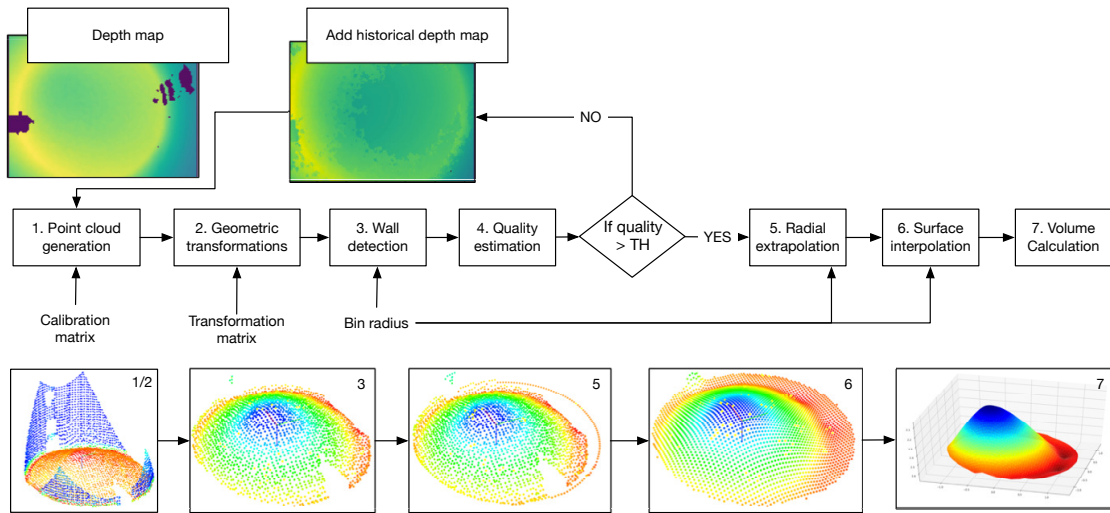 Depth map
Add historical depth map
NO
1. Point cloud
generation
2. Geometric
transformations
3. Wall
detection
4. Quality
estimation
If quality
> TH
YES
5. Radial
extrapolation
6. Surface
interpolation
7. Volume
Calculation
Calibration
matrix
Transformation
matrix
Bin radius
1/2
3
5
6
7